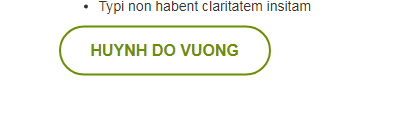 • Typi non habent claritatem insitam
HUYNH DO VUONG